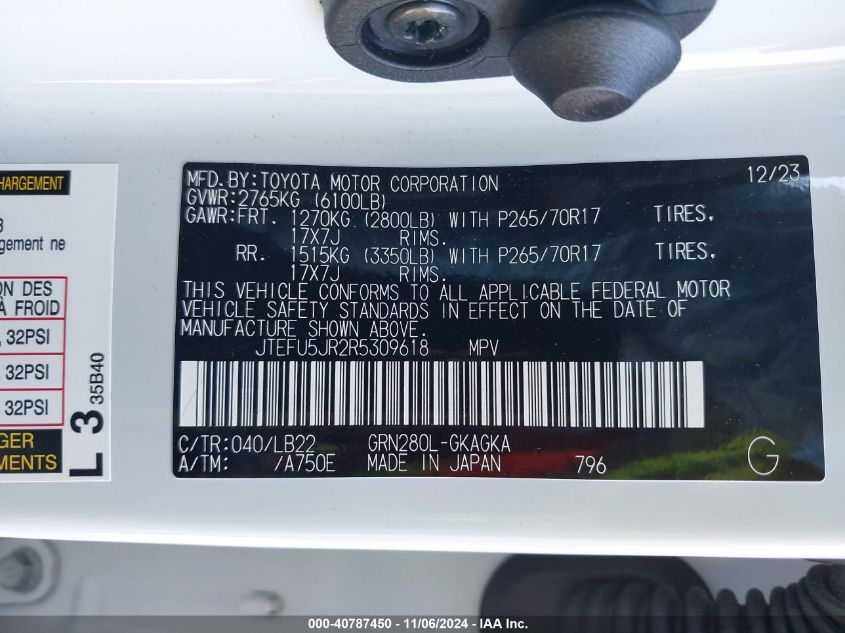 HARGEMENT
gement ne
ON DES
À FROID
, 32PSI
, 32PSI
, 32PSI
GER
EMENTS
L 3 35B40
MFD.BY:TOYOTA MOTOR CORPORATION 12/23
GVWR:2765KG (6100LB)
GAWR:FRT. 1270KG (2800LB) WITH P265/70R17 TIRES.
17X7J RIMS.
RR. 1515KG (3350LB) WITH P265/70R17 TIRES.
17X7J RIMS.
THIS VEHICLE CONFORMS TO ALL APPLICABLE FEDERAL MOTOR
VEHICLE SAFETY STANDARDS IN EFFECT ON THE DATE OF
MANUFACTURE SHOWN ABOVE.
JTEFU5JR2R5309618 MPV
C/TR:040/LB22 GRN280L-GKAGKA
A/TM: /A750E MADE IN JAPAN 796 G
000-40787450 - 11/06/2024 - IAA Inc.